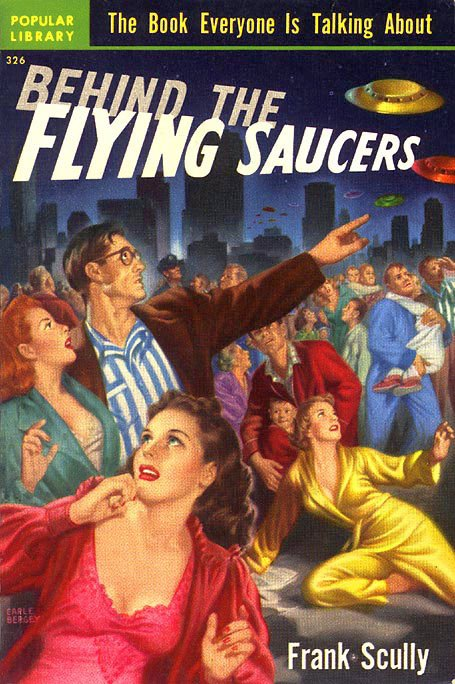 POPULAR
LIBRARY
The Book Everyone Is Talking About
326
BEHIND THE
FLYING SAUCERS
EARLE
BERGEY
Frank Scully